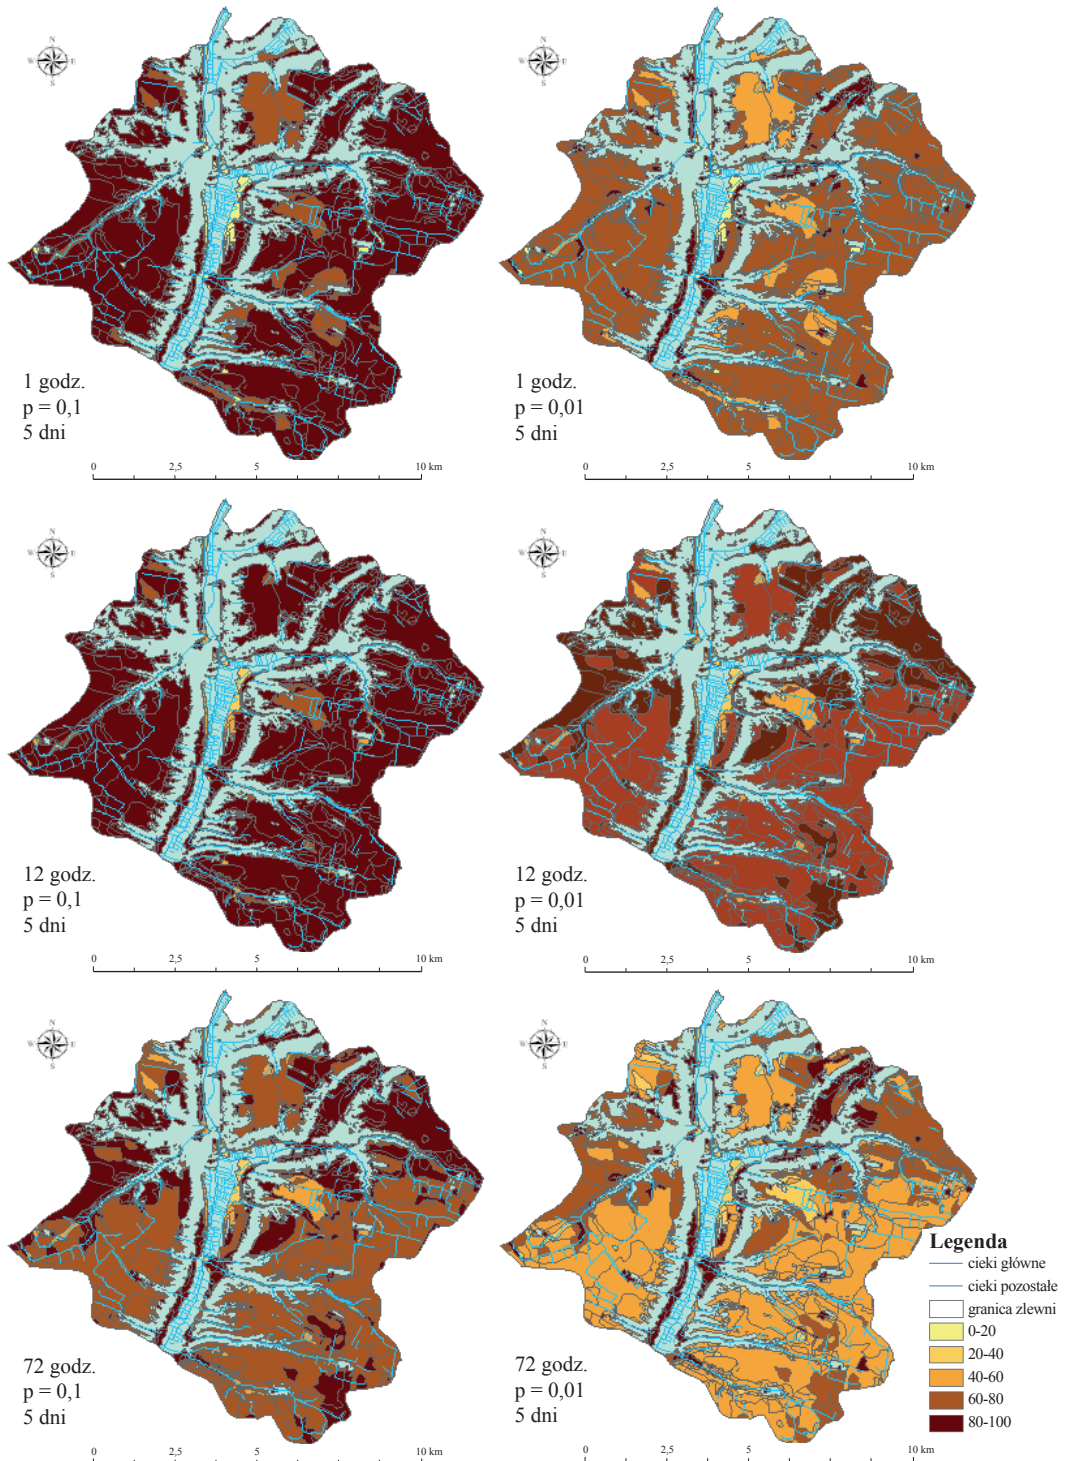 N
W E
S
1 godz.
p = 0,1
5 dni
0 2,5 5 10 km
N
W E
S
1 godz.
p = 0,01
5 dni
0 2,5 5 10 km
N
W E
S
12 godz.
p = 0,1
5 dni
0 2,5 5 10 km
N
W E
S
12 godz.
p = 0,01
5 dni
0 2,5 5 10 km
N
W E
S
72 godz.
p = 0,1
5 dni
0 2,5 5 10 km
N
W E
S
72 godz.
p = 0,01
5 dni
0 2,5 5 10 km
Legenda
cieki główne
cieki pozostałe
granica zlewni
0-20
20-40
40-60
60-80
80-100